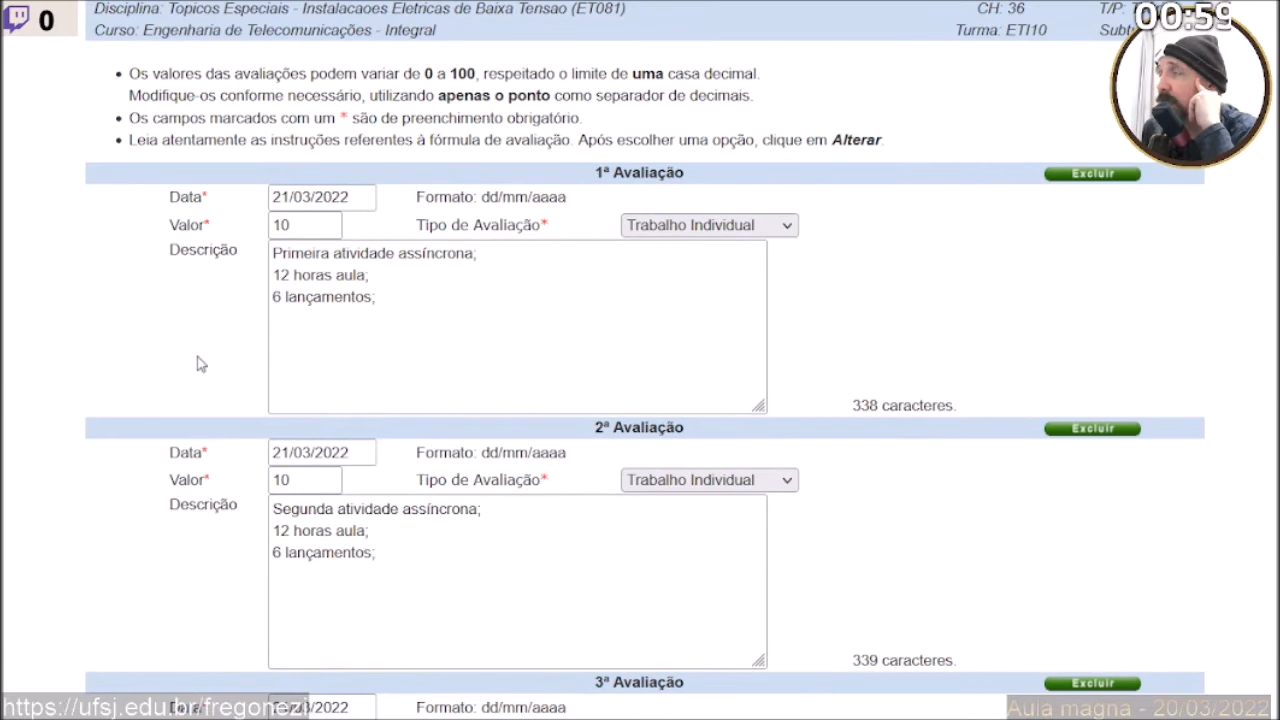 0
Disciplina: Topicos Especiais - Instalacaoes Eletricas de Baixa Tensao (ET081)
CH: 36
T/P:
00:59
Curso: Engenharia de Telecomunicações - Integral
Turma: ETI10
• Os valores das avaliações podem variar de 0 a 100, respeitado o limite de uma casa decimal.
Modifique-os conforme necessário, utilizando apenas o ponto como separador de decimais.
• Os campos marcados com um * são de preenchimento obrigatório.
• Leia atentamente as instruções referentes à fórmula de avaliação. Após escolher uma opção, clique em Alterar.
1ª Avaliação
Excluir
Data* 21/03/2022 Formato: dd/mm/aaaa
Valor* 10 Tipo de Avaliação* Trabalho Individual
Descrição
Primeira atividade assíncrona;
12 horas aula;
6 lançamentos;
338 caracteres.
2ª Avaliação
Excluir
Data* 21/03/2022 Formato: dd/mm/aaaa
Valor* 10 Tipo de Avaliação* Trabalho Individual
Descrição
Segunda atividade assíncrona;
12 horas aula;
6 lançamentos;
339 caracteres.
3ª Avaliação
Excluir
Data* /03/2022 Formato: dd/mm/aaaa
https://ufsj.edu.br/fregonezi
Aula magna - 20/03/2022